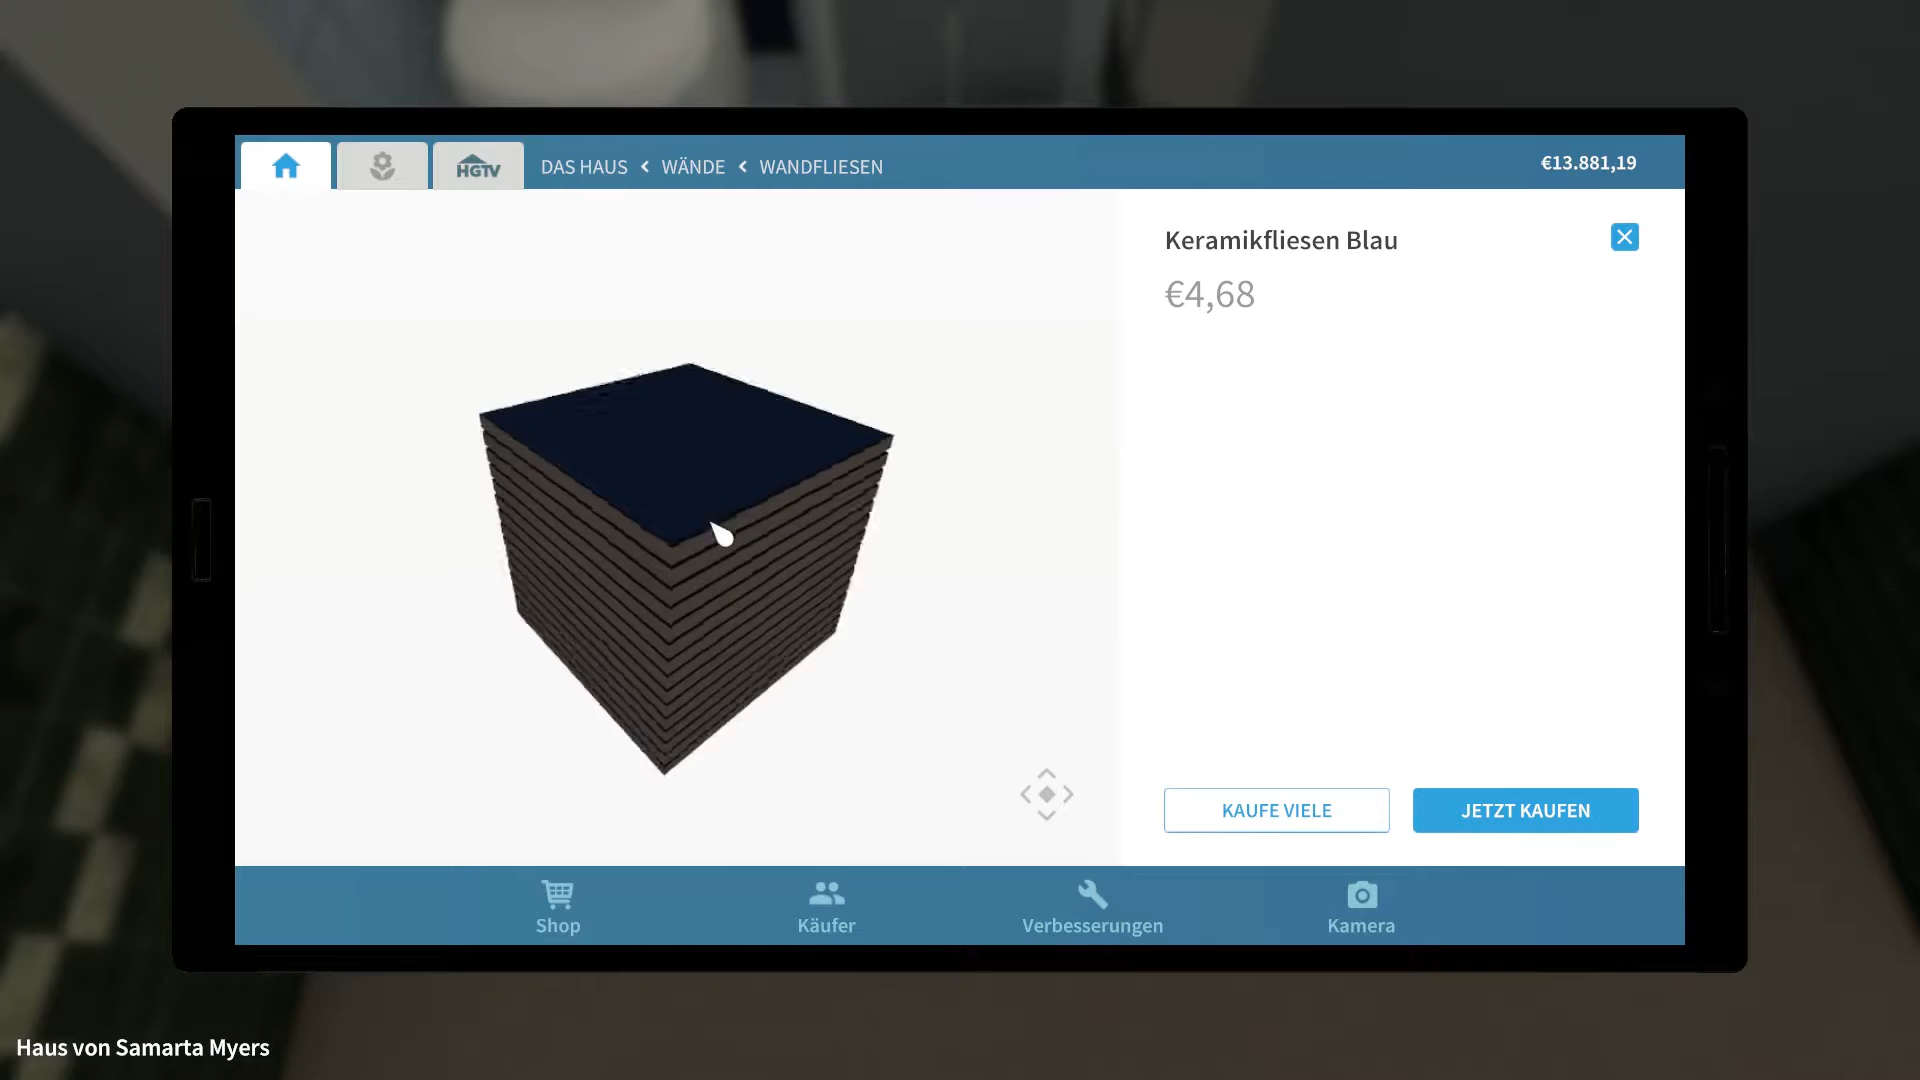 HGTV
DAS HAUS < WÄNDE < WANDFLIESEN
€13.881,19
Keramikfliesen Blau
€4,68
KAUFE VIELE
JETZT KAUFEN
Shop
Käufer
Verbesserungen
Kamera
Haus von Samarta Myers